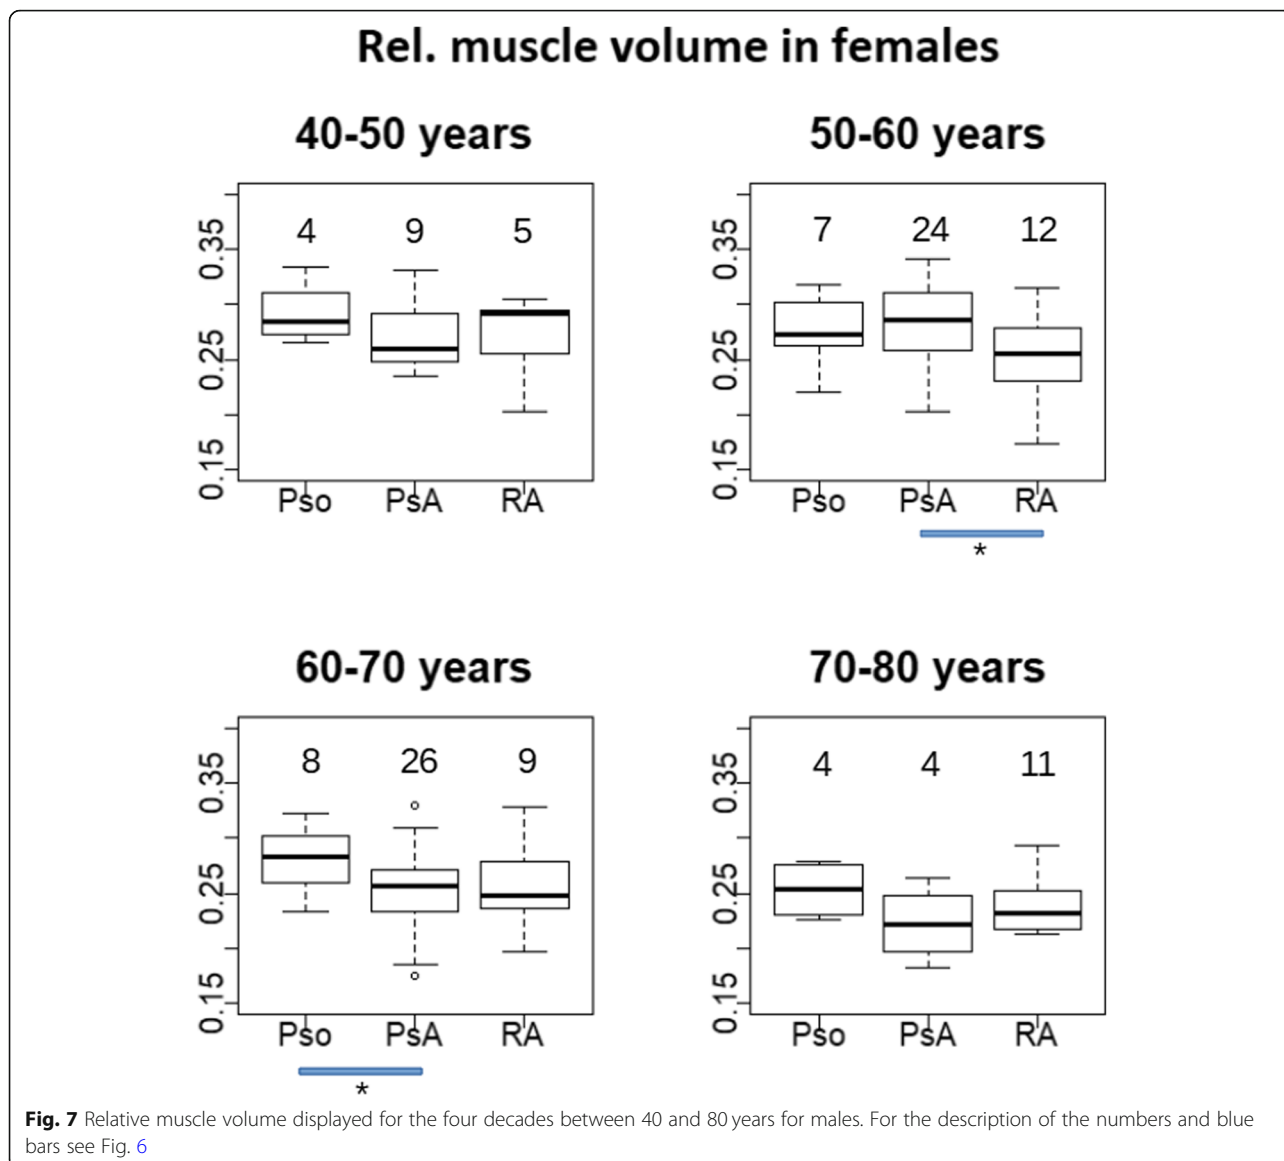 Rel. muscle volume in females
40-50 years
50-60 years
4 9 5
7 24 12
0.35
0.25
0.15
0.35
0.25
0.15
Pso PsA RA
Pso PsA RA
*
60-70 years
70-80 years
8 26 9
4 4 11
0.35
0.25
0.15
0.35
0.25
0.15
Pso PsA RA
Pso PsA RA
*
Fig. 7 Relative muscle volume displayed for the four decades between 40 and 80 years for males. For the description of the numbers and blue
bars see Fig. 6